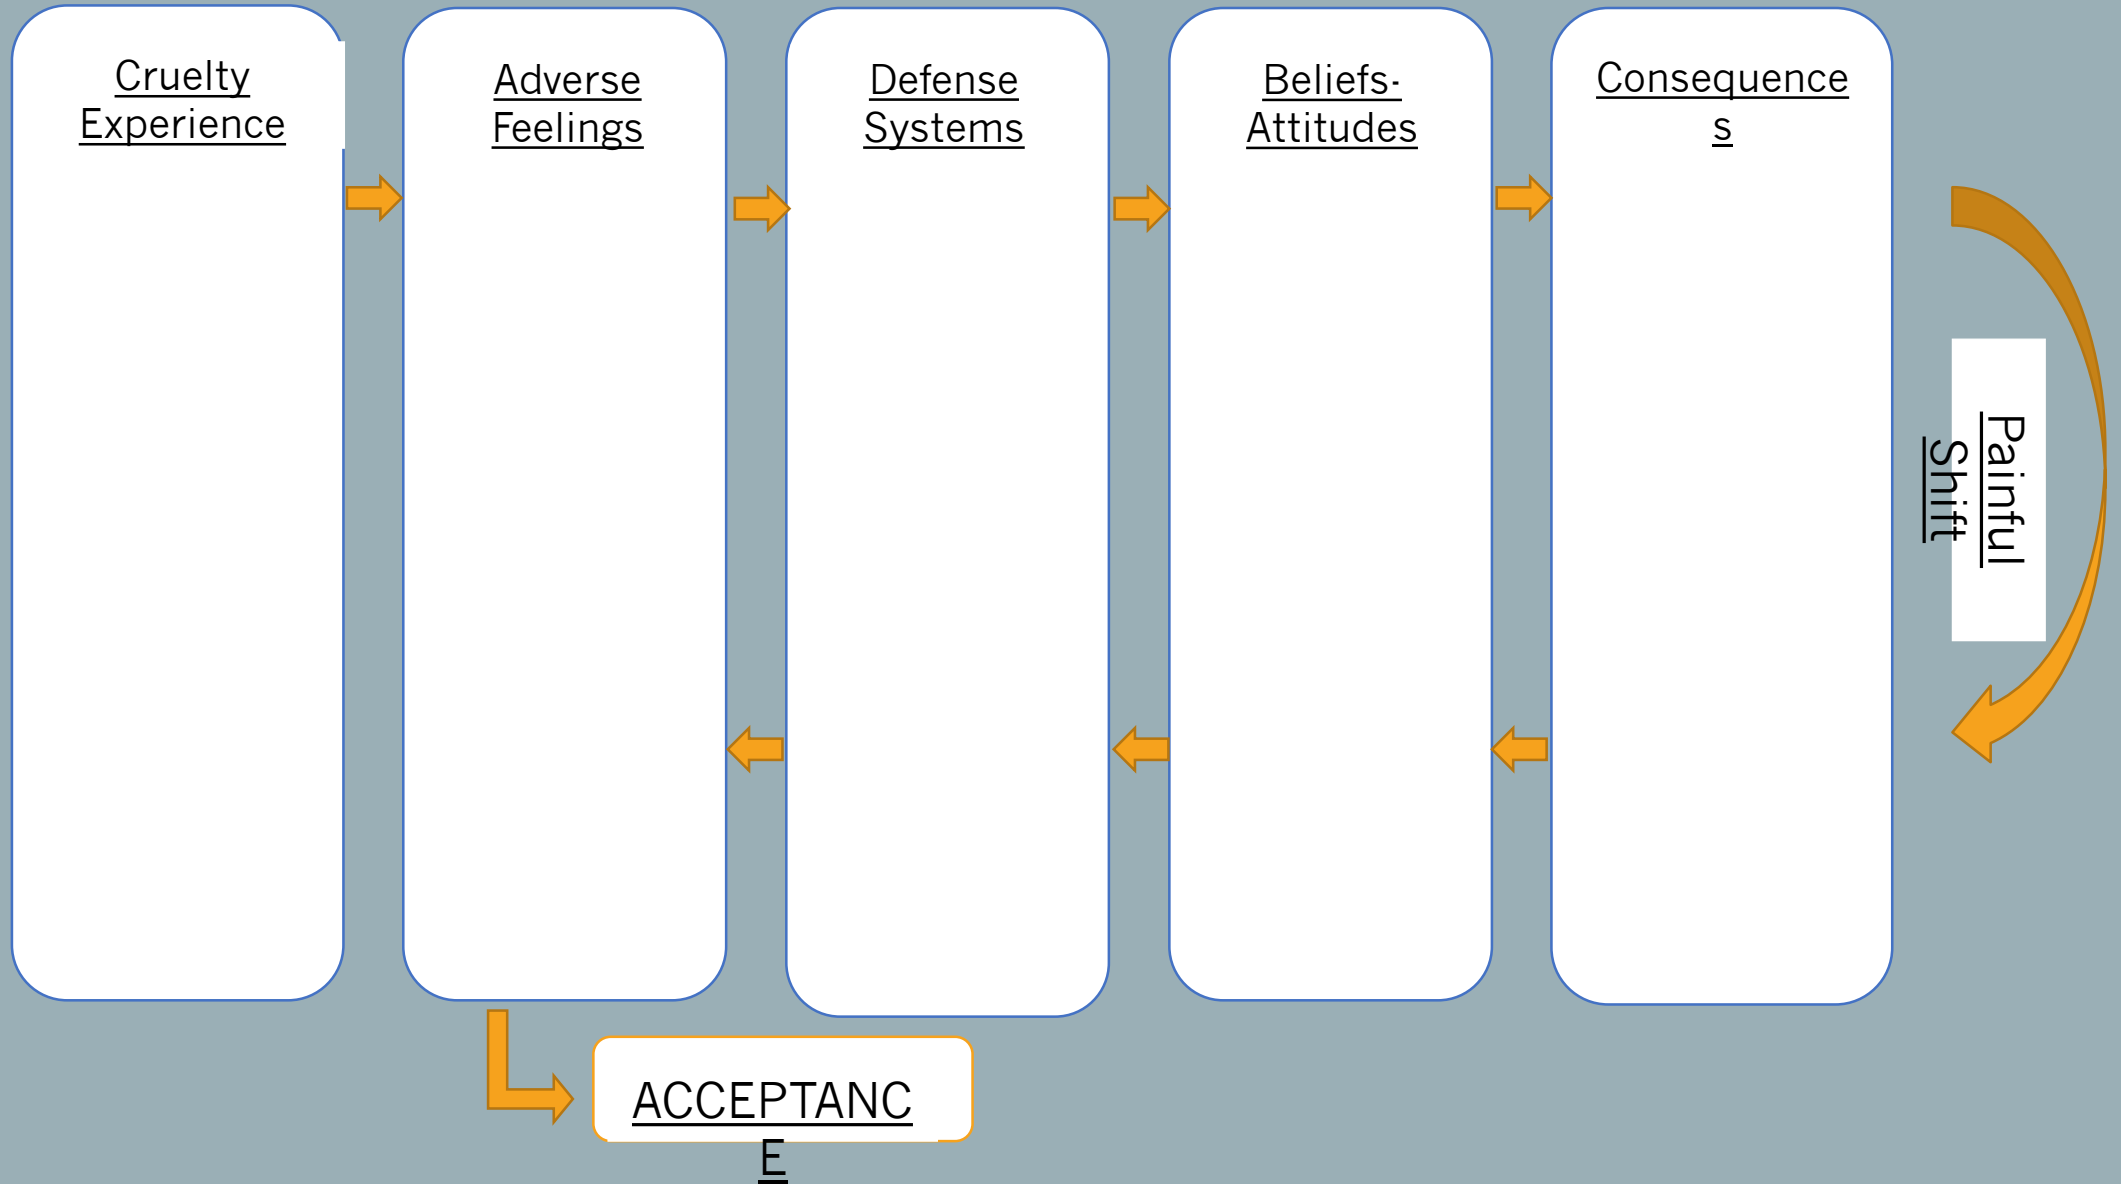 Cruelty
Experience
Adverse
Feelings
Defense
Systems
Beliefs-
Attitudes
Consequence
s
Painful
Shift
ACCEPTANC
E